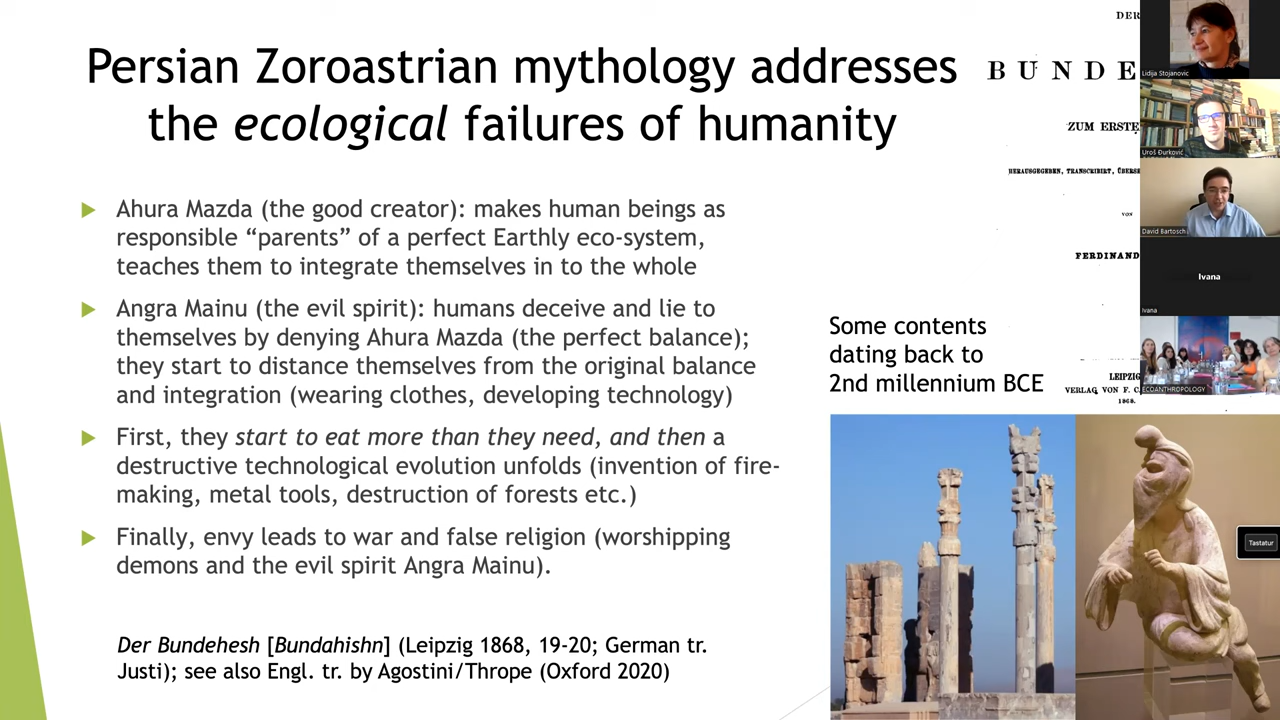 Persian Zoroastrian mythology addresses
the ecological failures of humanity
Ahura Mazda (the good creator): makes human beings as
responsible “parents” of a perfect Earthly eco-system,
teaches them to integrate themselves in to the whole
Angra Mainu (the evil spirit): humans deceive and lie to
themselves by denying Ahura Mazda (the perfect balance);
they start to distance themselves from the original balance
and integration (wearing clothes, developing technology)
First, they start to eat more than they need, and then a
destructive technological evolution unfolds (invention of fire-
making, metal tools, destruction of forests etc.)
Finally, envy leads to war and false religion (worshipping
demons and the evil spirit Angra Mainu).
Der Bundehesh [Bundahishn] (Leipzig 1868, 19-20; German tr.
Justi); see also Engl. tr. by Agostini/Thrope (Oxford 2020)
Some contents
dating back to
2nd millennium BCE
DER
BUNDE
ZUM ERSTE
HERAUSGEGEBEN, TRANSCRIBIRT, ÜBERSE
VON
FERDINAND
LEIPZIG
VERLAG VON F. C.
1868.
Lidija Stojanovic
Uroš Đurković
David Bartosch
Ivana
Ivana
ECOANTHROPOLOGY
Tastatur